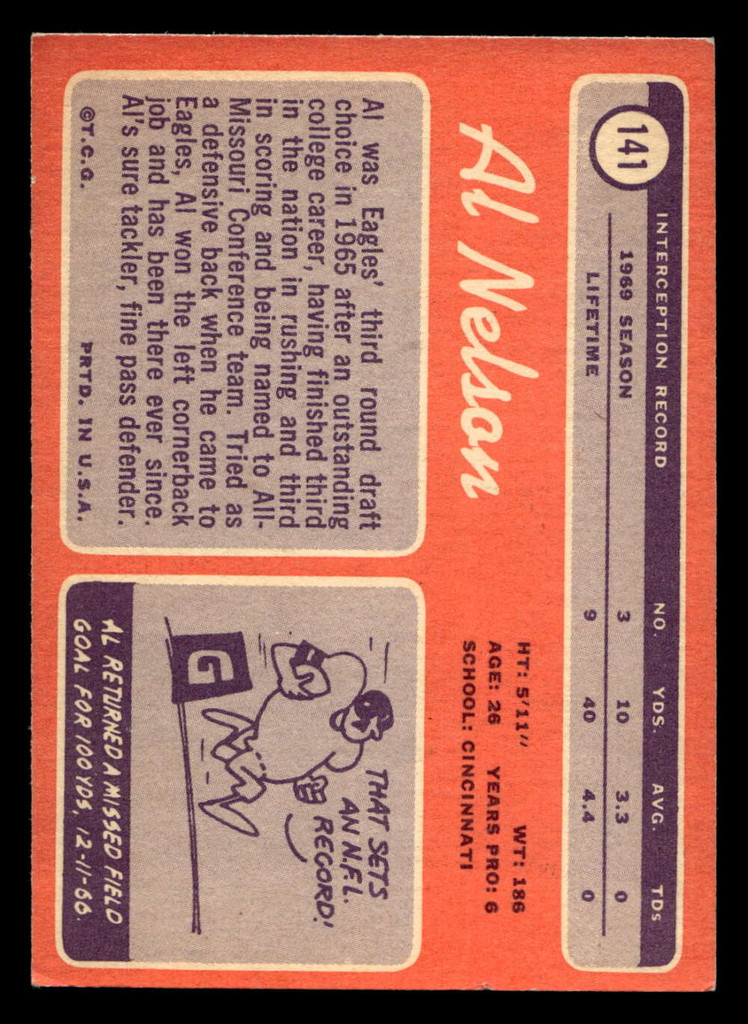 141
INTERCEPTION RECORD NO. YDS. AVG. TDS
1969 SEASON 3 10 3.3 0
LIFETIME 9 40 4.4 0
Al Nelson
HT: 5'11" WT: 186
AGE: 26 YEARS PRO: 6
SCHOOL: CINCINNATI
Al was Eagles' third round draft
choice in 1965 after an outstanding
college career, having finished third
in the nation in rushing and third
in scoring and being named to All-
Missouri Conference team. Tried as
a defensive back when he came to
Eagles, Al won the left cornerback
job and has been there ever since.
Al's sure tackler, fine pass defender.
©T.C.G. PRTD. IN U.S.A.
THAT SETS
AN N.F.L.
RECORD!
G
AL RETURNED A MISSED FIELD
GOAL FOR 100 YDS, 12-11-66.